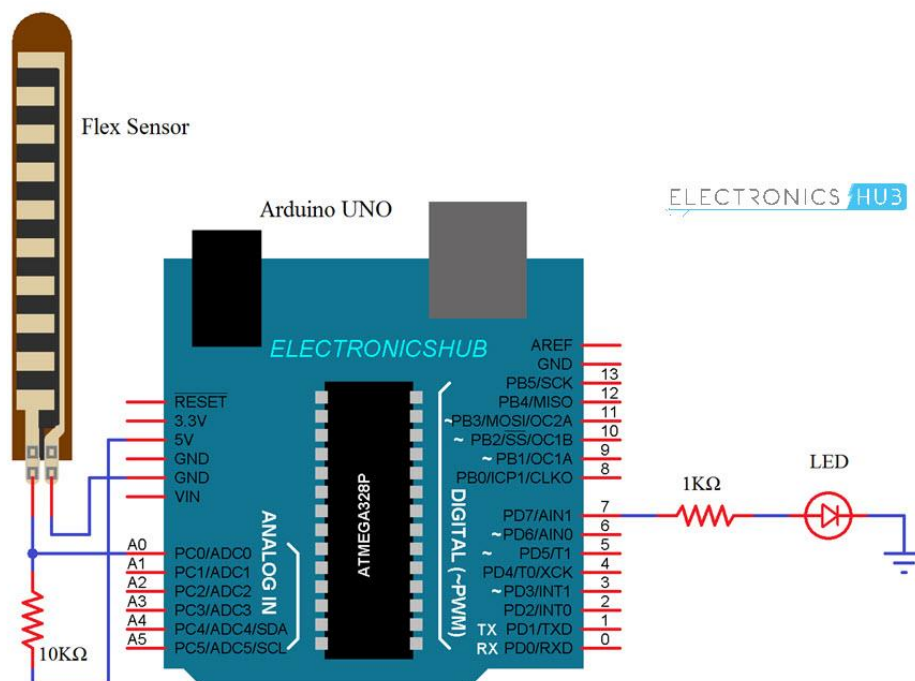 Flex Sensor
Arduino UNO
ELECTRONICS HUB
ELECTRONICSHUB
RESET
3.3V
5V
GND
GND
VIN
A0 PC0/ADC0
A1 PC1/ADC1
A2 PC2/ADC2
A3 PC3/ADC3
A4 PC4/ADC4/SDA
A5 PC5/ADC5/SCL
ANALOG IN
ATMEGA328P
DIGITAL (~PWM)
AREF
GND
PB5/SCK 13
PB4/MISO 12
~PB3/MOSI/OC2A 11
~ PB2/SS/OC1B 10
~ PB1/OC1A 9
PB0/ICP1/CLKO 8
PD7/AIN1 7
~PD6/AIN0 6
~ PD5/T1 5
PD4/T0/XCK 4
~PD3/INT1 3
PD2/INT0 2
TX PD1/TXD 1
RX PD0/RXD 0
10KΩ
1KΩ
LED